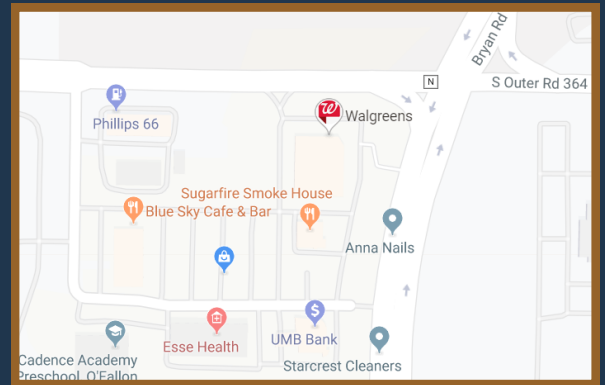 Bryan Rd
N
S Outer Rd 364
Phillips 66
Walgreens
Sugarfire Smoke House
Blue Sky Cafe & Bar
Anna Nails
$
UMB Bank
Esse Health
Starcrest Cleaners
Cadence Academy
Preschool, O'Fallon